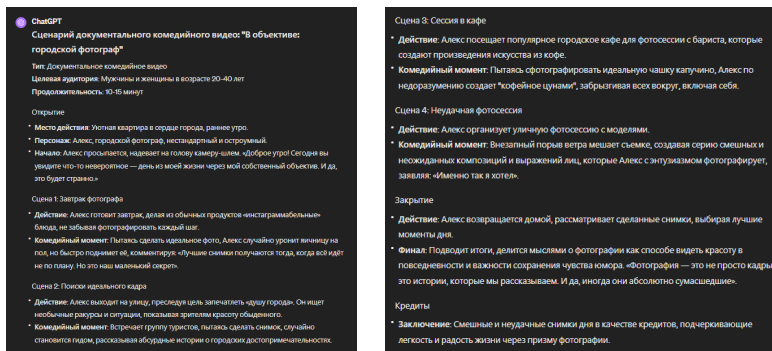 ChatGPT
Сценарий документального комедийного видео: "В объективе:
городской фотограф"
Тип: Документальное комедийное видео
Целевая аудитория: Мужчины и женщины в возрасте 20-40 лет
Продолжительность: 10-15 минут
Открытие
• Место действия: Уютная квартира в сердце города, раннее утро.
• Персонаж: Алекс, городской фотограф, нестандартный и остроумный.
• Начало: Алекс просыпается, надевает на голову камеру-шлем. «Доброе утро! Сегодня вы
увидите что-то невероятное — день из моей жизни через мой собственный объектив. И да,
это будет странно.»
Сцена 1: Завтрак фотографа
• Действие: Алекс готовит завтрак, делая из обычных продуктов «инстаграммабельные»
блюда, не забывая фотографировать каждый шаг.
• Комедийный момент: Пытаясь сделать идеальное фото, Алекс случайно уронит яичницу на
пол, но быстро поднимет её, комментируя: «Лучшие снимки получаются тогда, когда всё идёт
не по плану. Но это наш маленький секрет».
Сцена 2: Поиски идеального кадра
• Действие: Алекс выходит на улицу, преследуя цель запечатлеть «душу города». Он ищет
необычные ракурсы и ситуации, показывая зрителям красоту обыденного.
• Комедийный момент: Встречает группу туристов, пытаясь сделать снимок, случайно
становится гидом, рассказывая абсурдные истории о городских достопримечательностях.
Сцена 3: Сессия в кафе
• Действие: Алекс посещает популярное городское кафе для фотосессии с бариста, которые
создают произведения искусства из кофе.
• Комедийный момент: Пытаясь сфотографировать идеальную чашку капучино, Алекс по
недоразумению создает "кофейное цунами", забрызгивая всех вокруг, включая себя.
Сцена 4: Неудачная фотосессия
• Действие: Алекс организует уличную фотосессию с моделями.
• Комедийный момент: Внезапный порыв ветра мешает съемке, создавая серию смешных и
неожиданных композиций и выражений лиц, которые Алекс с энтузиазмом фотографирует,
заявляя: «Именно так я хотел».
Закрытие
• Действие: Алекс возвращается домой, рассматривает сделанные снимки, выбирая лучшие
моменты дня.
• Финал: Подводит итоги, делится мыслями о фотографии как способе видеть красоту в
повседневности и важности сохранения чувства юмора. «Фотография — это не просто кадры
это истории, которые мы рассказываем. И да, иногда они абсолютно сумасшедшие».
Кредиты
• Заключение: Смешные и неудачные снимки дня в качестве кредитов, подчеркивающие
легкость и радость жизни через призму фотографии.